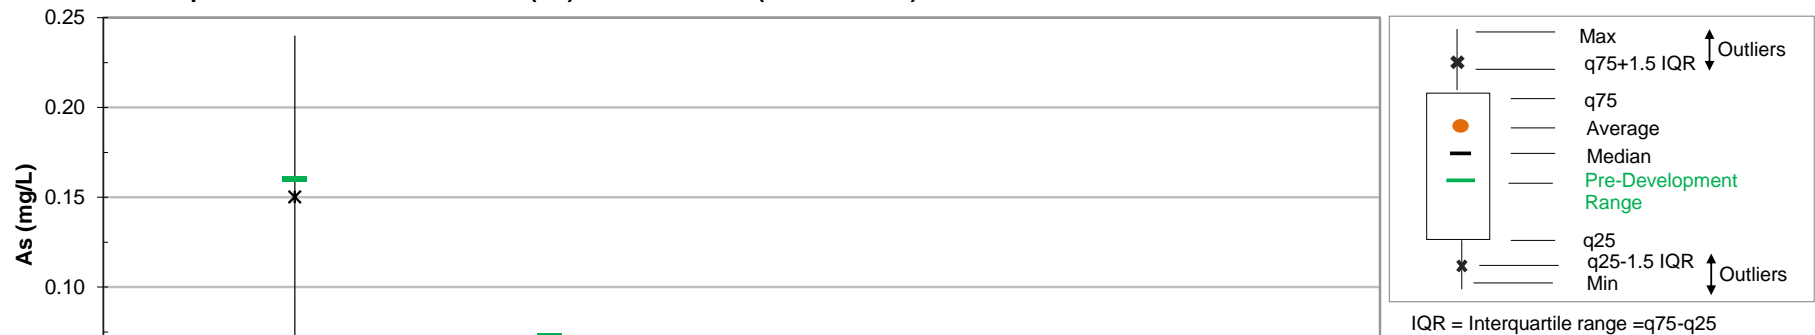 0.25
0.20
0.15
0.10
As (mg/L)
Max
Outliers
q75+1.5 IQR
q75
Average
Median
Pre-Development
Range
q25
q25-1.5 IQR
Outliers
Min
IQR = Interquartile range =q75-q25